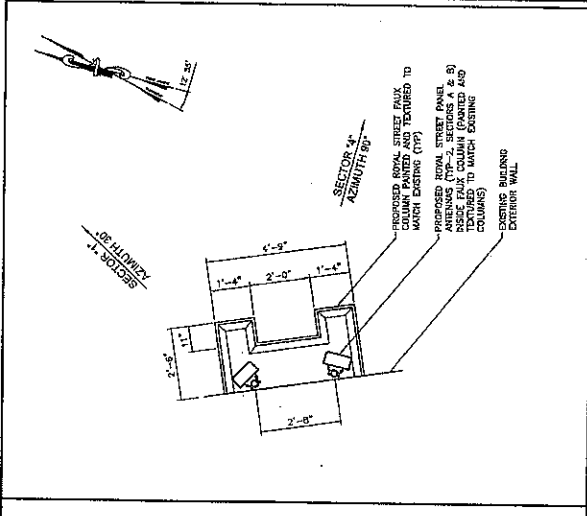 12°35'
SECTOR "1"
AZIMUTH 30°
SECTOR "4"
AZIMUTH 90°
4'-9"
1'-4"
2'-0"
1'-4"
2'-6"
11"
2'-8"
PROPOSED ROYAL STREET FAUX
COLUMN PAINTED AND TEXTURED TO
MATCH EXISTING (TYP)
PROPOSED ROYAL STREET PANEL
ANTENNAS (TYP-2, SECTORS A & B)
INSIDE FAUX COLUMN (PAINTED AND
TEXTURED TO MATCH EXISTING
COLUMNS)
EXISTING BUILDING
EXTERIOR WALL